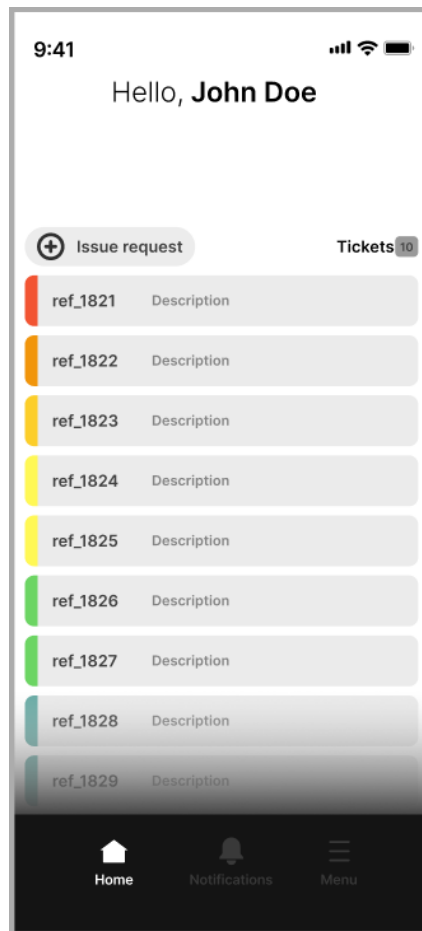 9:41
Hello, John Doe
Issue request Tickets 10
ref_1821 Description
ref_1822 Description
ref_1823 Description
ref_1824 Description
ref_1825 Description
ref_1826 Description
ref_1827 Description
ref_1828 Description
ref_1829 Description
Home Notifications Menu